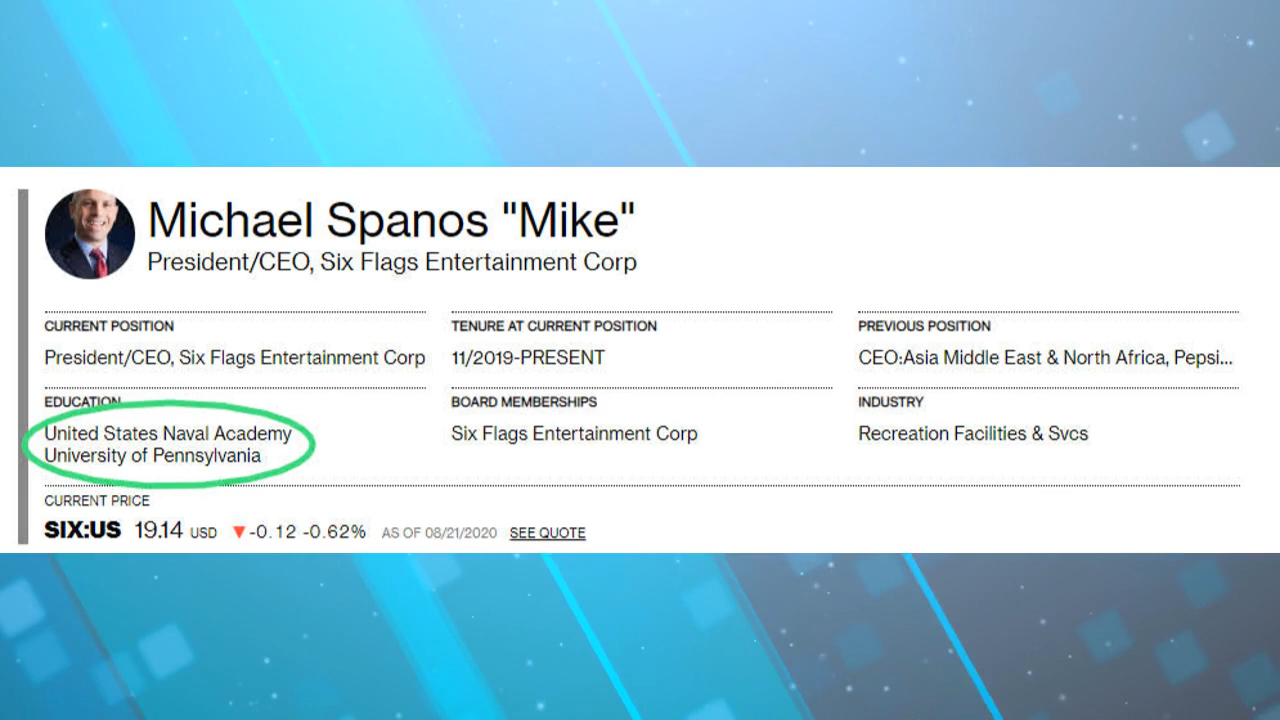 Michael Spanos "Mike"
President/CEO, Six Flags Entertainment Corp
CURRENT POSITION
President/CEO, Six Flags Entertainment Corp
TENURE AT CURRENT POSITION
11/2019-PRESENT
PREVIOUS POSITION
CEO:Asia Middle East & North Africa, Pepsi...
EDUCATION
United States Naval Academy
University of Pennsylvania
BOARD MEMBERSHIPS
Six Flags Entertainment Corp
INDUSTRY
Recreation Facilities & Svcs
CURRENT PRICE
SIX:US 19.14 USD ▼-0.12 -0.62% AS OF 08/21/2020 SEE QUOTE